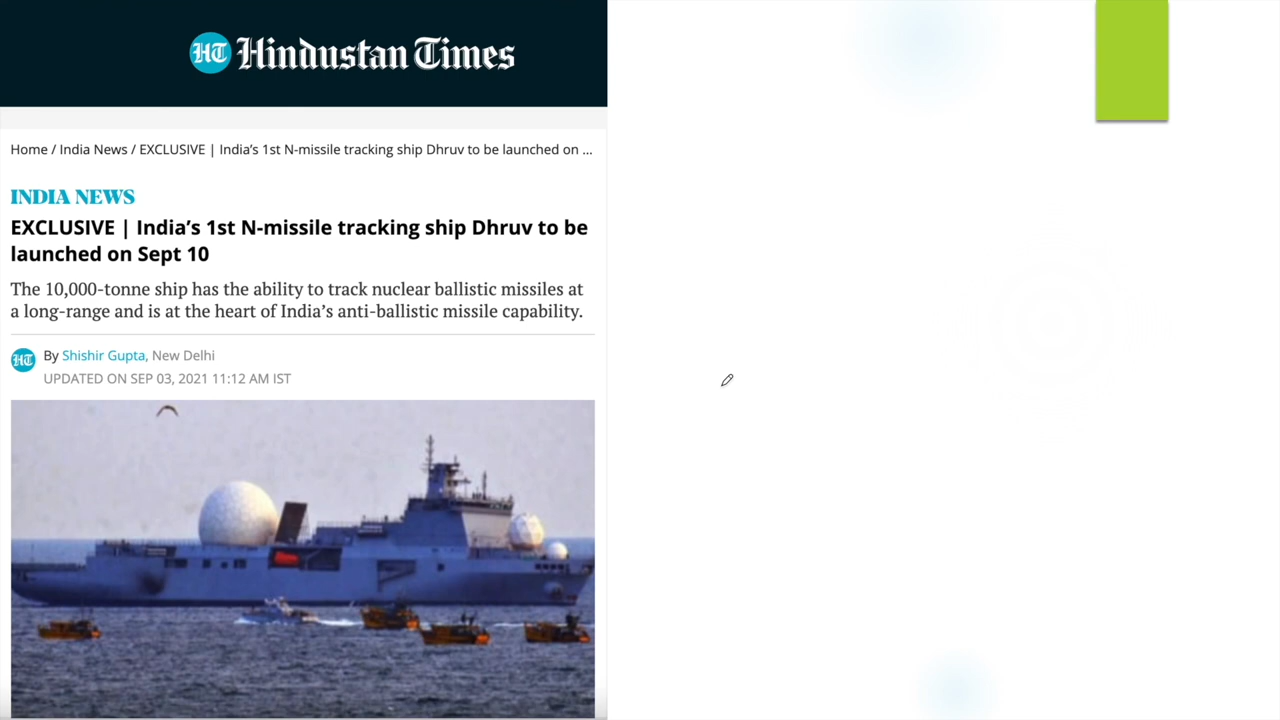 HT Hindustan Times
Home / India News / EXCLUSIVE | India’s 1st N-missile tracking ship Dhruv to be launched on ...
INDIA NEWS
EXCLUSIVE | India’s 1st N-missile tracking ship Dhruv to be
launched on Sept 10
The 10,000-tonne ship has the ability to track nuclear ballistic missiles at
a long-range and is at the heart of India’s anti-ballistic missile capability.
HT By Shishir Gupta, New Delhi
UPDATED ON SEP 03, 2021 11:12 AM IST